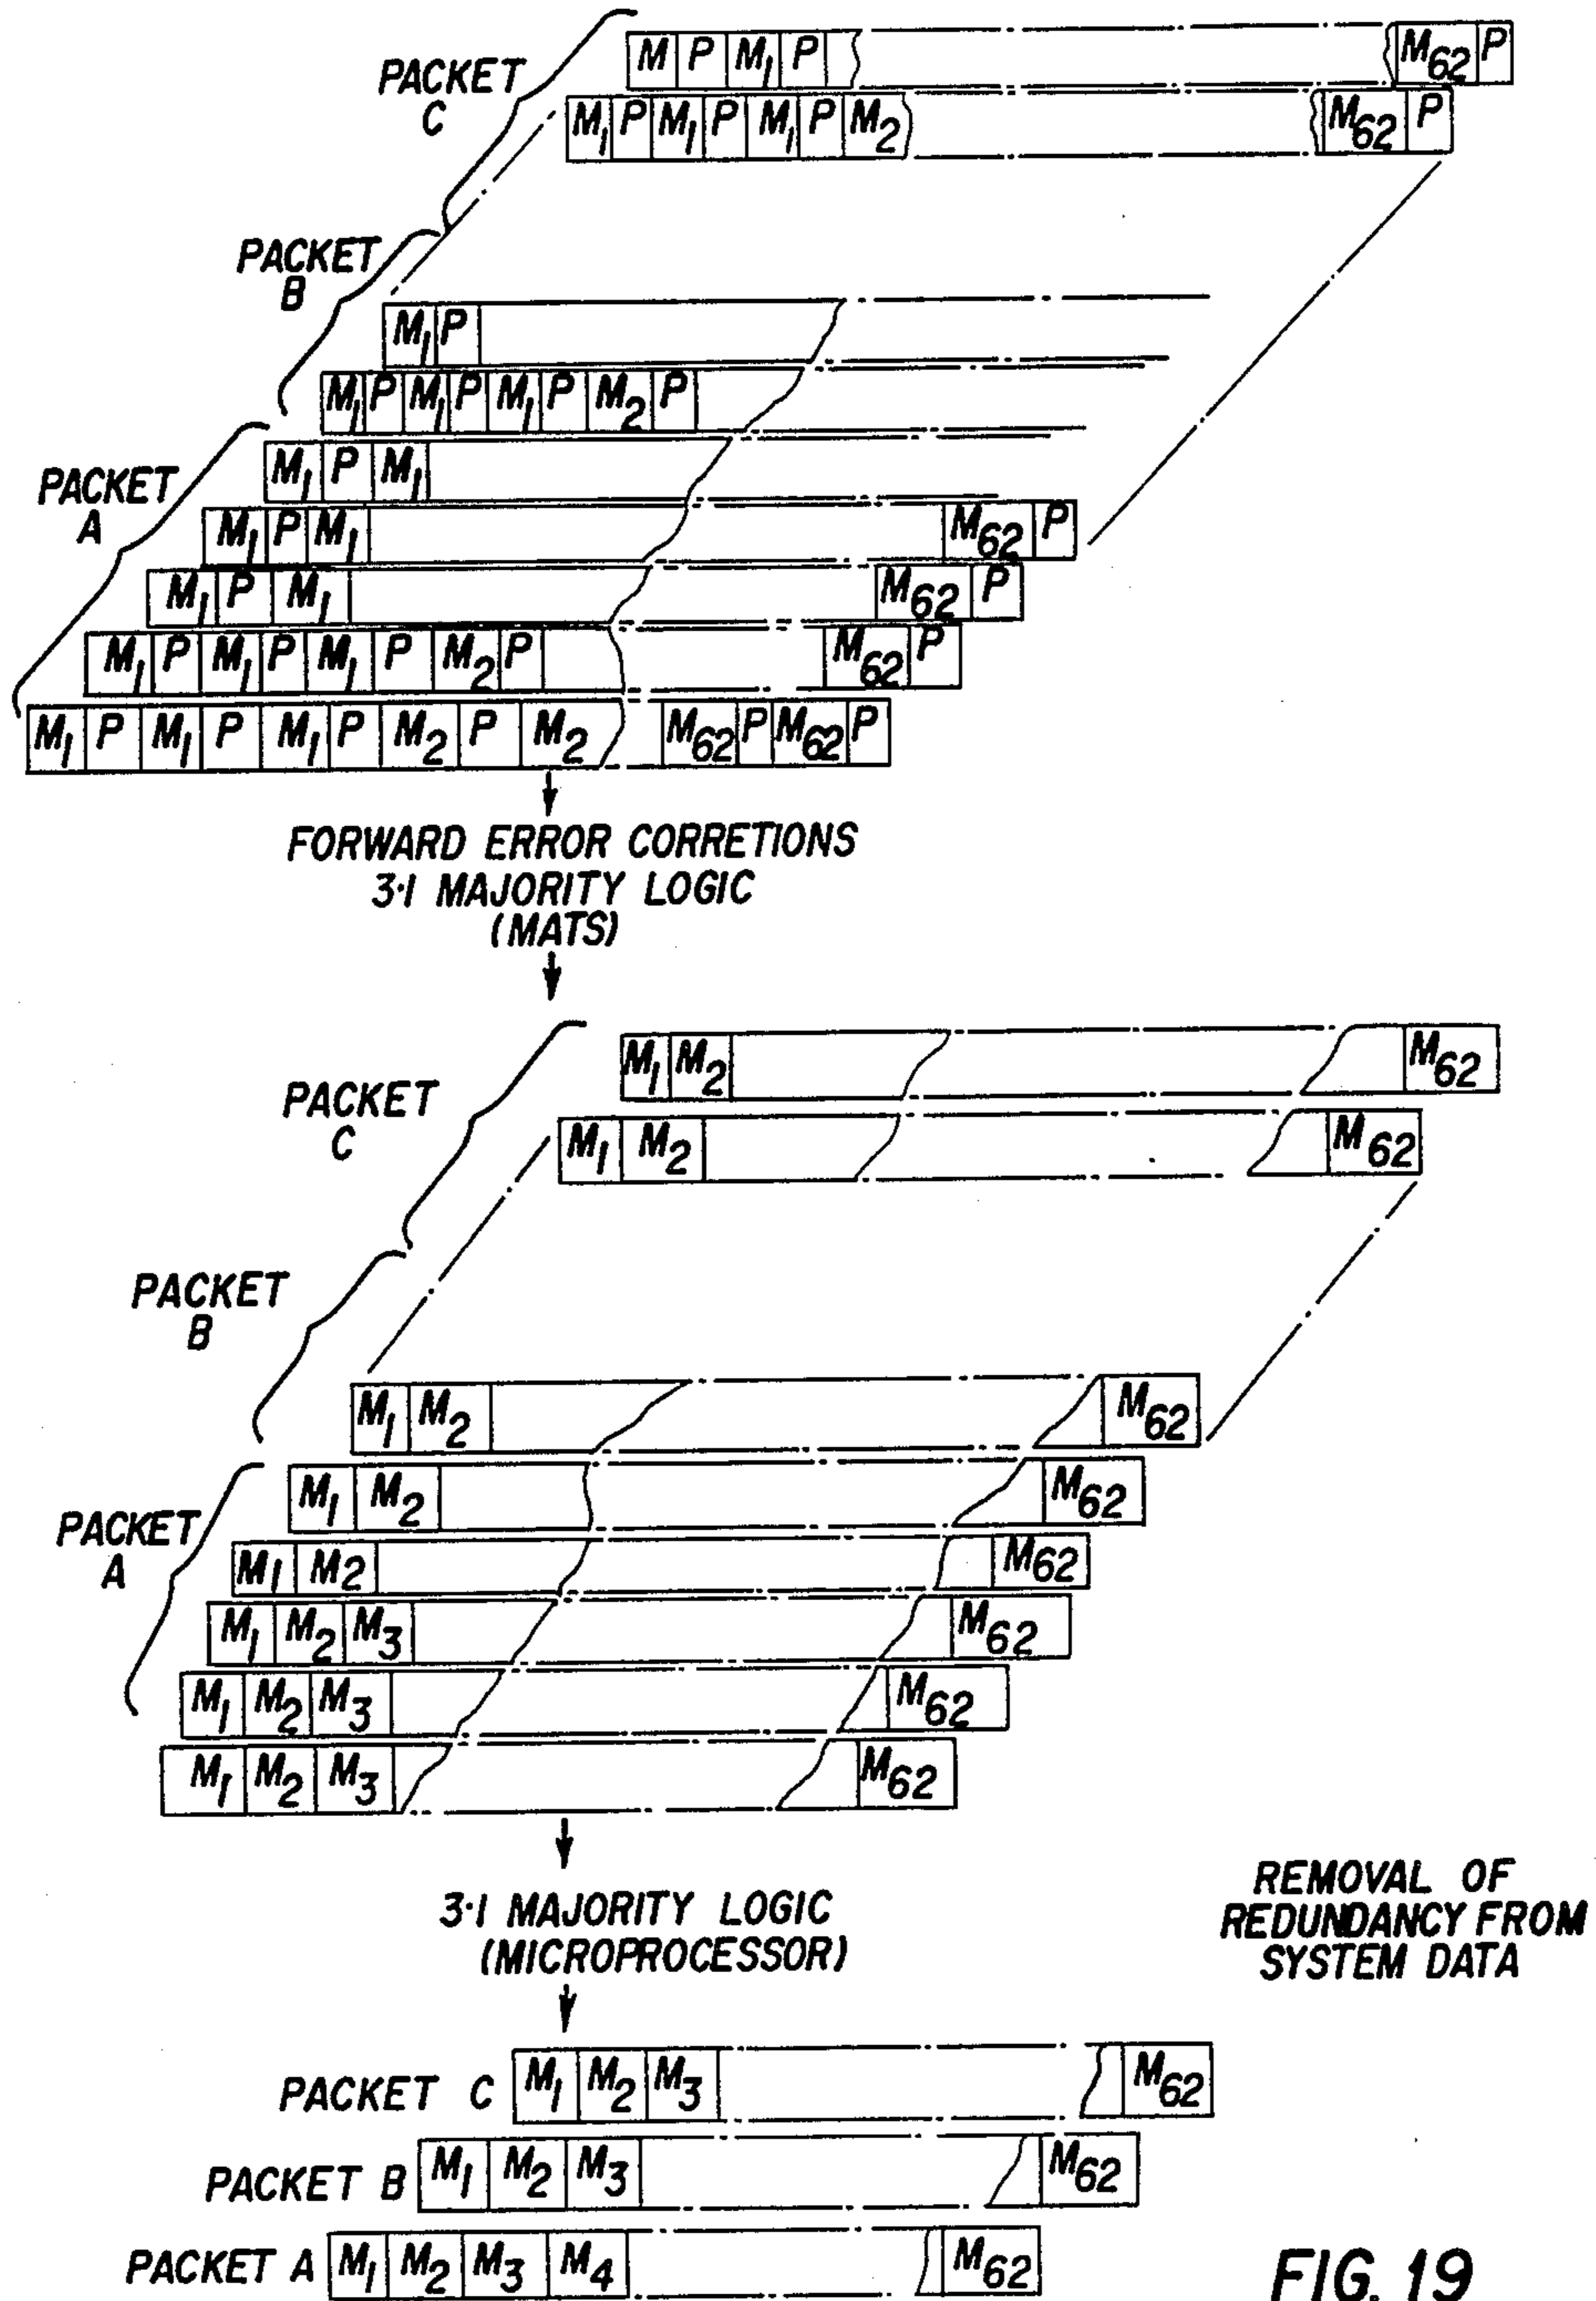 PACKET
C
M P M1 P M62 P
M1 P M1 P M1 P M2 M62 P
PACKET
B
M1 P
M1 P M1 P M1 P M2 P
PACKET
A
M1 P M1
M1 P M1 M62 P
M1 P M1 M62 P
M1 P M1 P M1 P M2 P M62 P
M1 P M1 P M1 P M2 P M2 M62 P M62 P
FORWARD ERROR CORRETIONS
3·1 MAJORITY LOGIC
(MATS)
PACKET
C
M1 M2 M62
M1 M2 M62
PACKET
B
M1 M2 M62
PACKET
A
M1 M2 M62
M1 M2 M62
M1 M2 M3 M62
M1 M2 M3 M62
M1 M2 M3 M62
3·1 MAJORITY LOGIC
(MICROPROCESSOR)
REMOVAL OF
REDUNDANCY FROM
SYSTEM DATA
PACKET C M1 M2 M3 M62
PACKET B M1 M2 M3 M62
PACKET A M1 M2 M3 M4 M62
FIG. 19